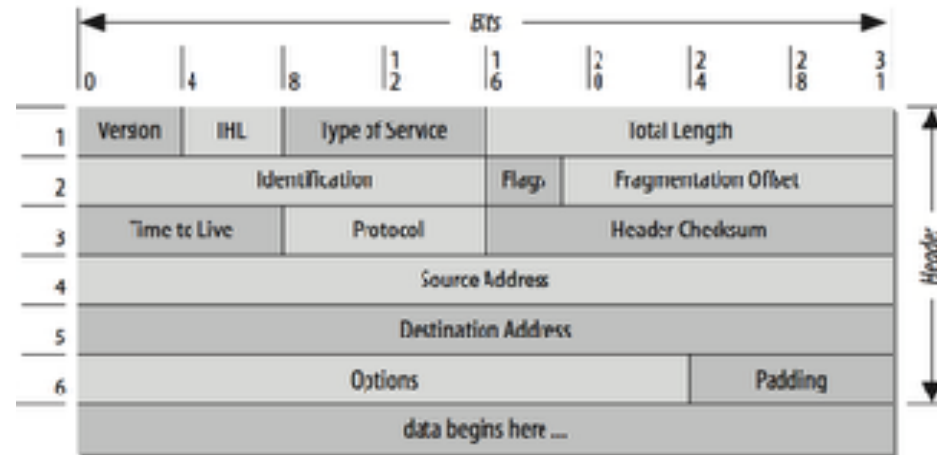 Bits
0 4 8 12 16 20 24 28 31
1 Version IHL Type of Service Total Length
2 Identification Flags Fragmentation Offset
3 Time to Live Protocol Header Checksum
4 Source Address
5 Destination Address
6 Options Padding
data begins here ...
Header